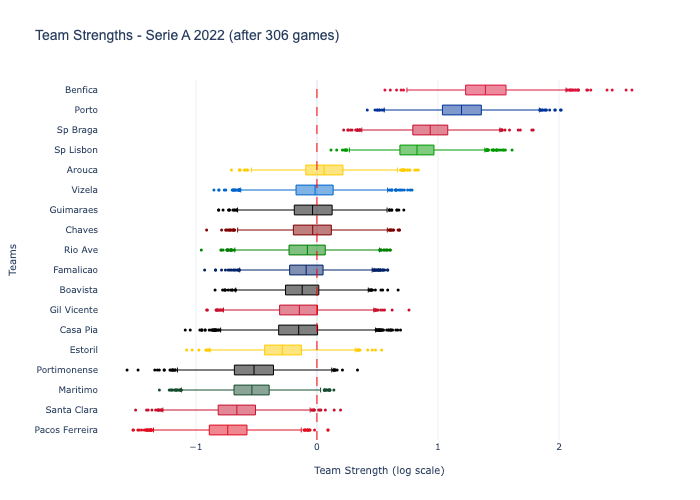 Team Strengths - Serie A 2022 (after 306 games)
Benfica
Porto
Sp Braga
Sp Lisbon
Arouca
Vizela
Guimaraes
Chaves
Rio Ave
Famalicao
Boavista
Gil Vicente
Casa Pia
Estoril
Portimonense
Maritimo
Santa Clara
Pacos Ferreira
Teams
−1 0 1 2
Team Strength (log scale)